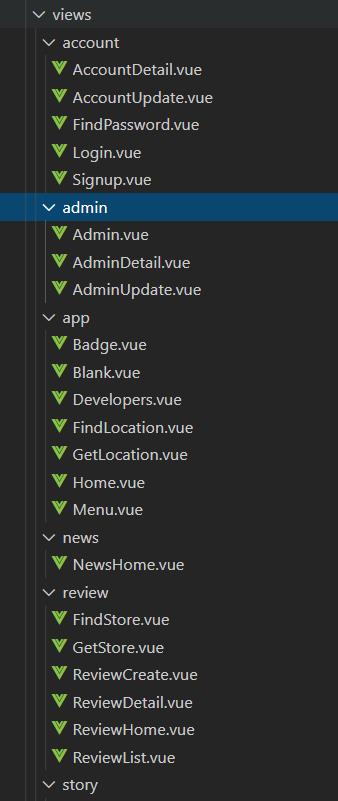 views
account
AccountDetail.vue
AccountUpdate.vue
FindPassword.vue
Login.vue
Signup.vue
admin
Admin.vue
AdminDetail.vue
AdminUpdate.vue
app
Badge.vue
Blank.vue
Developers.vue
FindLocation.vue
GetLocation.vue
Home.vue
Menu.vue
news
NewsHome.vue
review
FindStore.vue
GetStore.vue
ReviewCreate.vue
ReviewDetail.vue
ReviewHome.vue
ReviewList.vue
story